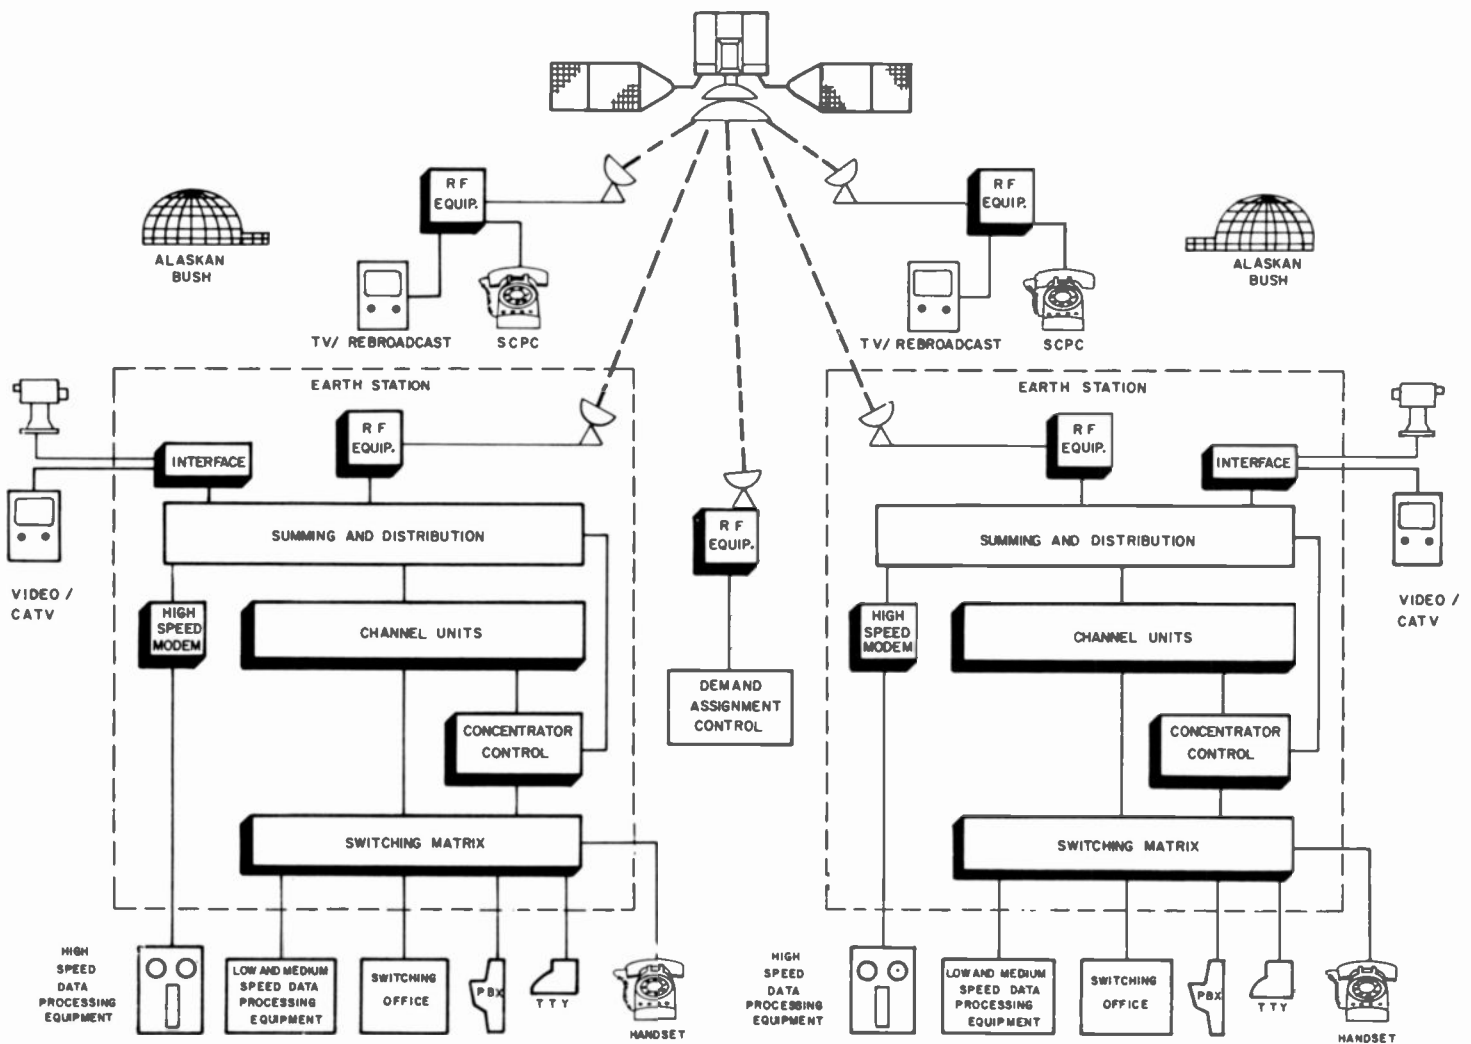 RF
EQUIP.
RF
EQUIP.
ALASKAN
BUSH
ALASKAN
BUSH
TV/ REBROADCAST
SCPC
TV/ REBROADCAST
SCPC
EARTH STATION
RF
EQUIP.
INTERFACE
SUMMING AND DISTRIBUTION
VIDEO /
CATV
HIGH
SPEED
MODEM
CHANNEL UNITS
CONCENTRATOR
CONTROL
SWITCHING MATRIX
HIGH
SPEED
DATA
PROCESSING
EQUIPMENT
LOW AND MEDIUM
SPEED DATA
PROCESSING
EQUIPMENT
SWITCHING
OFFICE
PBX
TTY
HANDSET
RF
EQUIP.
DEMAND
ASSIGNMENT
CONTROL
EARTH STATION
RF
EQUIP.
INTERFACE
SUMMING AND DISTRIBUTION
VIDEO /
CATV
HIGH
SPEED
MODEM
CHANNEL UNITS
CONCENTRATOR
CONTROL
SWITCHING MATRIX
HIGH
SPEED
DATA
PROCESSING
EQUIPMENT
LOW AND MEDIUM
SPEED DATA
PROCESSING
EQUIPMENT
SWITCHING
OFFICE
PBX
TTY
HANDSET